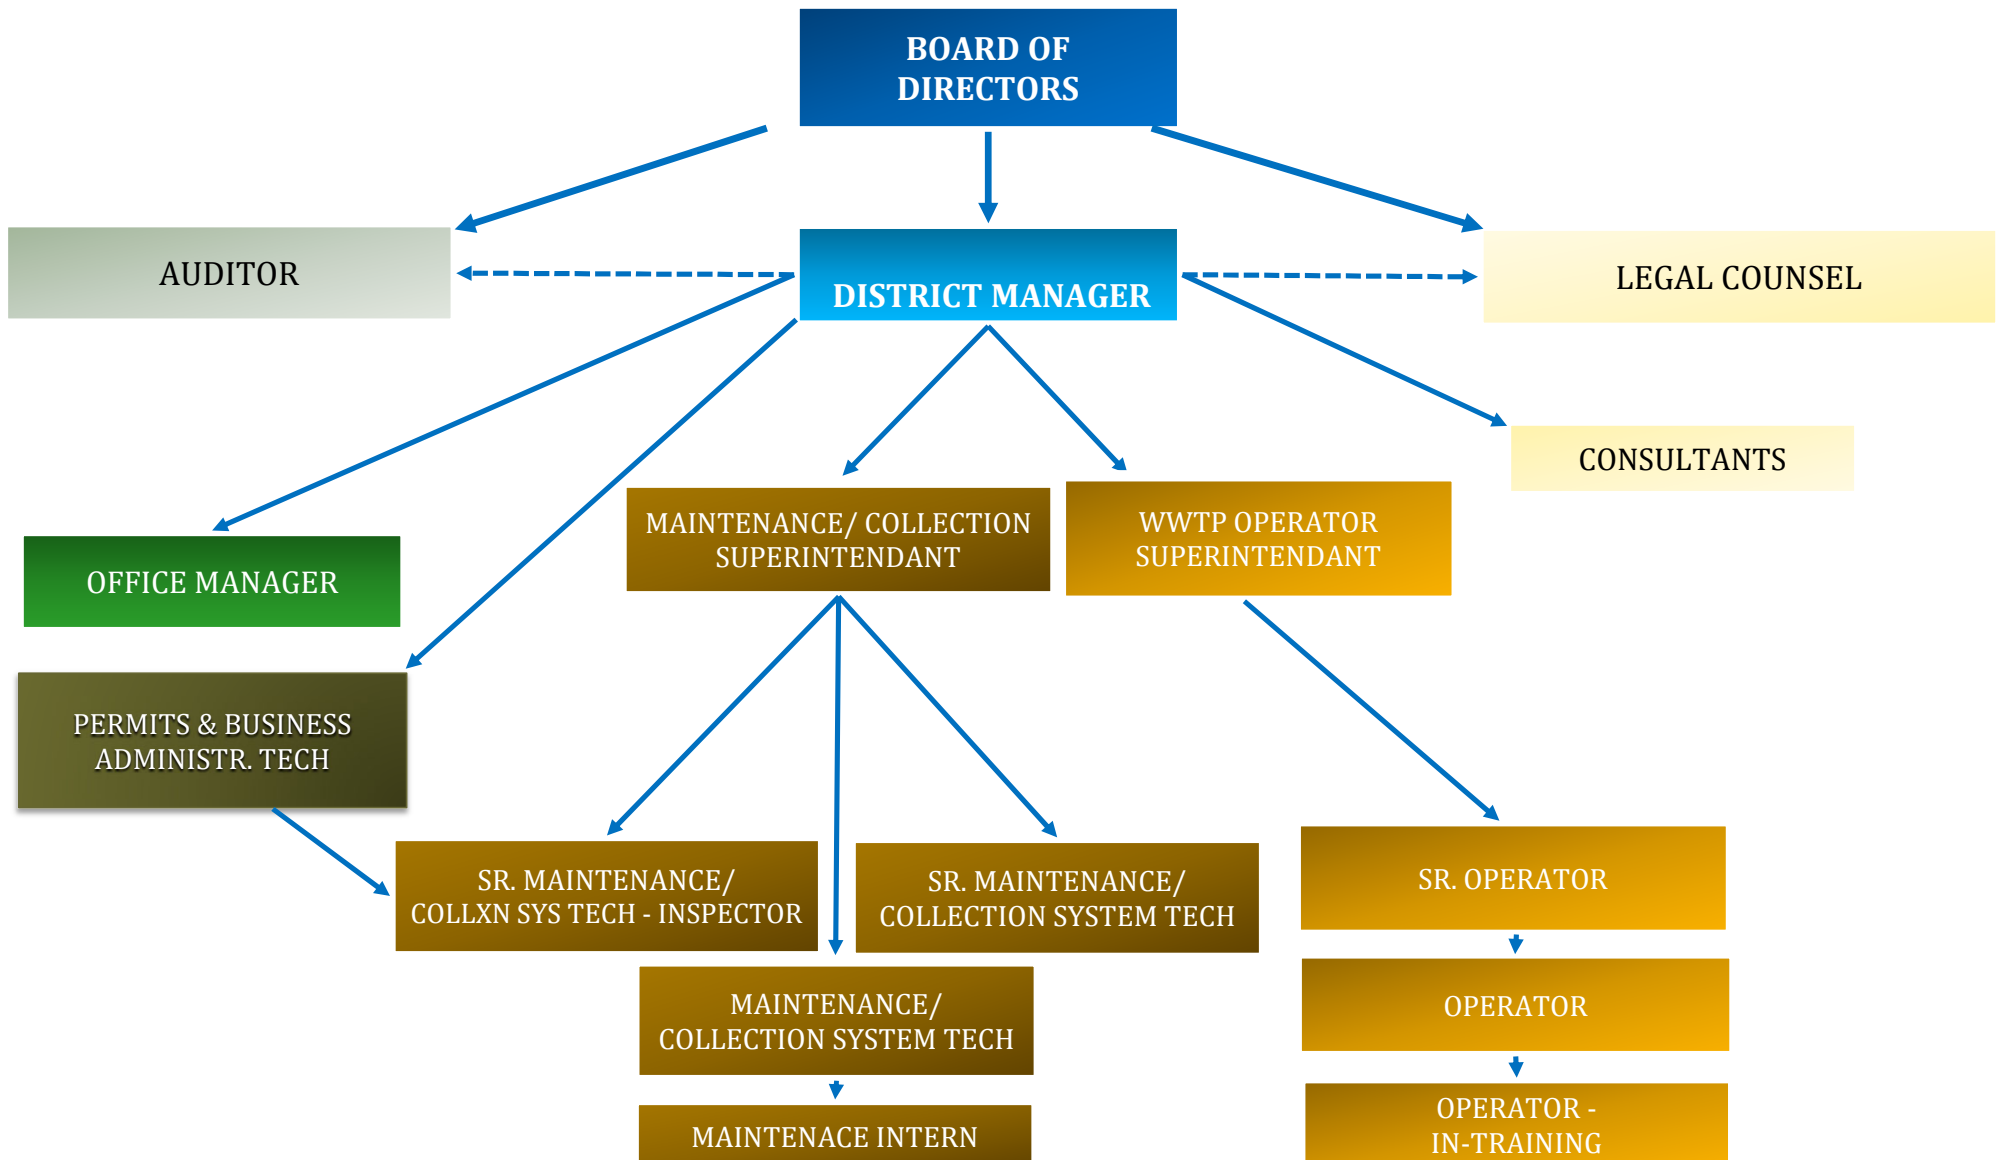 BOARD OF
DIRECTORS
AUDITOR
DISTRICT MANAGER
LEGAL COUNSEL
CONSULTANTS
MAINTENANCE/ COLLECTION
SUPERINTENDANT
WWTP OPERATOR
SUPERINTENDANT
OFFICE MANAGER
PERMITS & BUSINESS
ADMINISTR. TECH
SR. MAINTENANCE/
COLLXN SYS TECH - INSPECTOR
SR. MAINTENANCE/
COLLECTION SYSTEM TECH
SR. OPERATOR
MAINTENANCE/
COLLECTION SYSTEM TECH
OPERATOR
MAINTENACE INTERN
OPERATOR -
IN-TRAINING